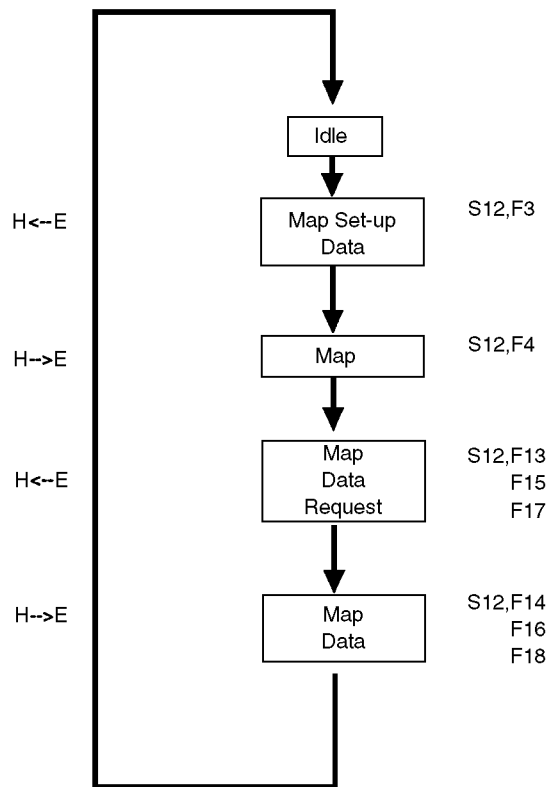 Idle
H<--E
Map Set-up
Data
S12,F3
H-->E
Map
S12,F4
H<--E
Map
Data
Request
S12,F13
F15
F17
H-->E
Map
Data
S12,F14
F16
F18